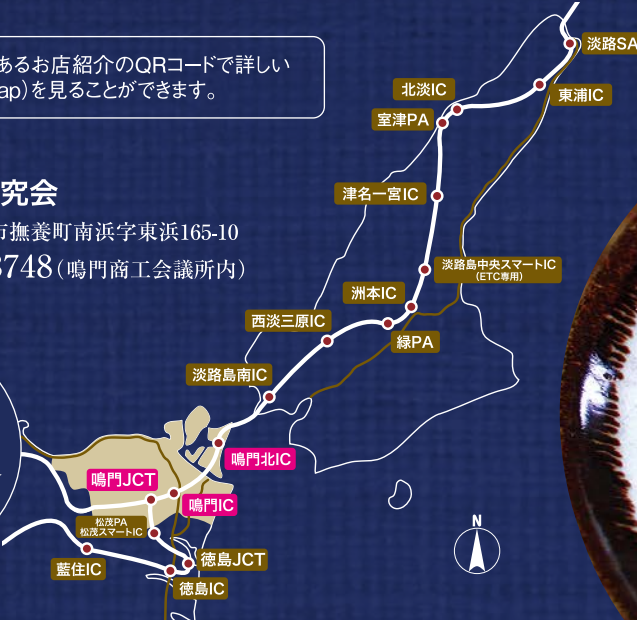 あるお店紹介のQRコードで詳しい
ap)を見ることができます。
究会
市撫養町南浜字東浜165-10
8748(鳴門商工会議所内)
淡路SA
東浦IC
北淡IC
室津PA
津名一宮IC
淡路島中央スマートIC
(ETC専用)
洲本IC
緑PA
西淡三原IC
淡路島南IC
鳴門北IC
鳴門JCT
鳴門IC
松茂PA
松茂スマートIC
徳島JCT
藍住IC
徳島IC
N